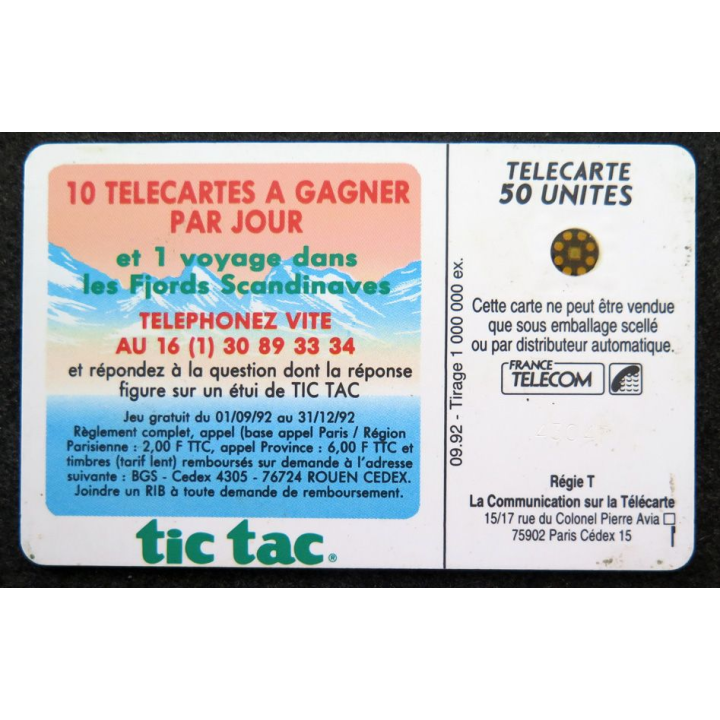 10 TELECARTES A GAGNER
PAR JOUR
et 1 voyage dans
les Fjords Scandinaves
TELEPHONEZ VITE
AU 16 (1) 30 89 33 34
et répondez à la question dont la réponse
figure sur un étui de TIC TAC
Jeu gratuit du 01/09/92 au 31/12/92
Règlement complet, appel (base appel Paris / Région
Parisienne : 2,00 F TTC, appel Province : 6,00 F TTC et
timbres (tarif lent) remboursés sur demande à l'adresse
suivante : BGS - Cedex 4305 - 76724 ROUEN CEDEX.
Joindre un RIB à toute demande de remboursement.
tic tac®
09.92 - Tirage 1 000 000 ex.
TELECARTE
50 UNITES
Cette carte ne peut être vendue
que sous emballage scellé
ou par distributeur automatique.
FRANCE
TELECOM
Régie T
La Communication sur la Télécarte
15/17 rue du Colonel Pierre Avia
75902 Paris Cédex 15